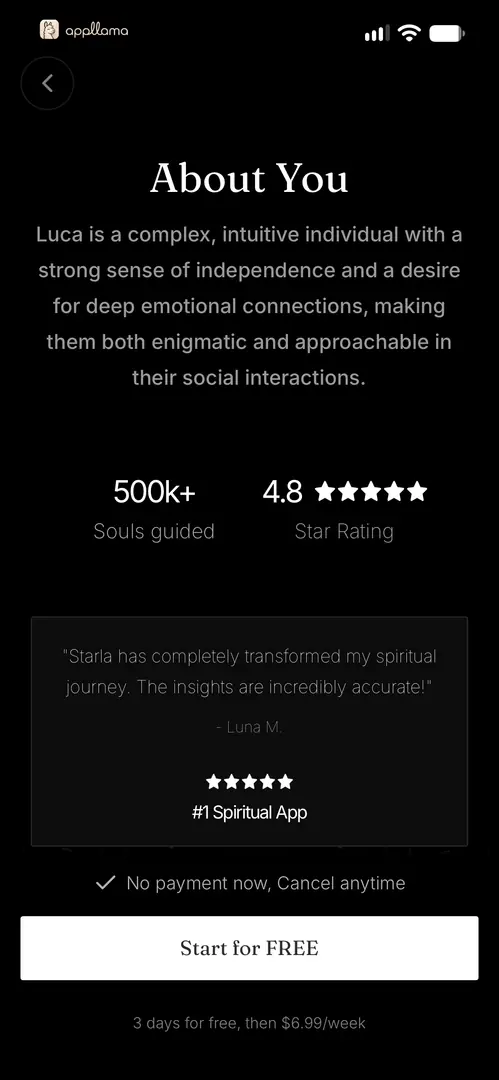 appllama
About You
Luca is a complex, intuitive individual with a
strong sense of independence and a desire
for deep emotional connections, making
them both enigmatic and approachable in
their social interactions.
500k+
Souls guided
4.8
Star Rating
"Starla has completely transformed my spiritual
journey. The insights are incredibly accurate!"
- Luna M.
#1 Spiritual App
No payment now, Cancel anytime
Start for FREE
3 days for free, then $6.99/week